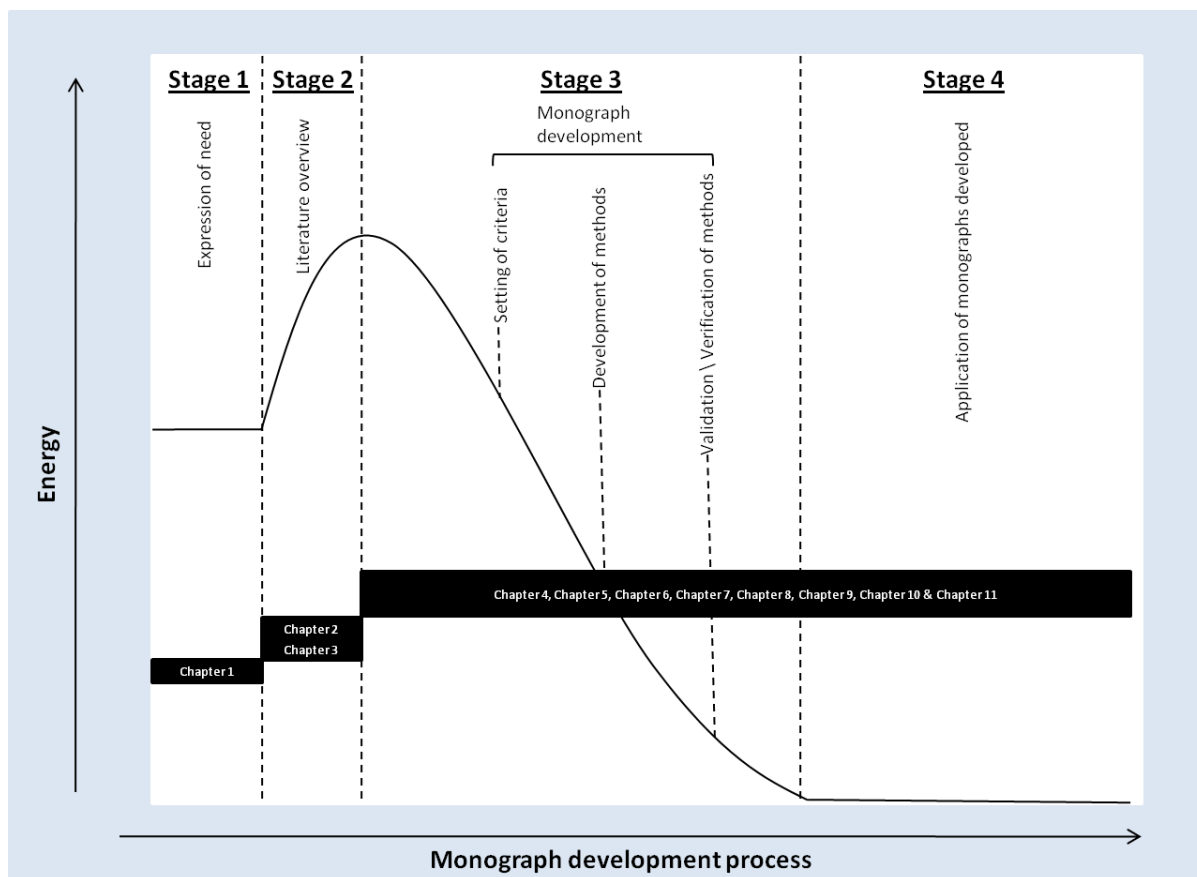 Stage 1
Stage 2
Stage 3
Stage 4
Expression of need
Literature overview
Monograph
development
Setting of criteria
Development of methods
Validation \ Verification of methods
Application of monographs developed
Energy
Chapter 4, Chapter 5, Chapter 6, Chapter 7, Chapter 8, Chapter 9, Chapter 10 & Chapter 11
Chapter 2
Chapter 3
Chapter 1
Monograph development process